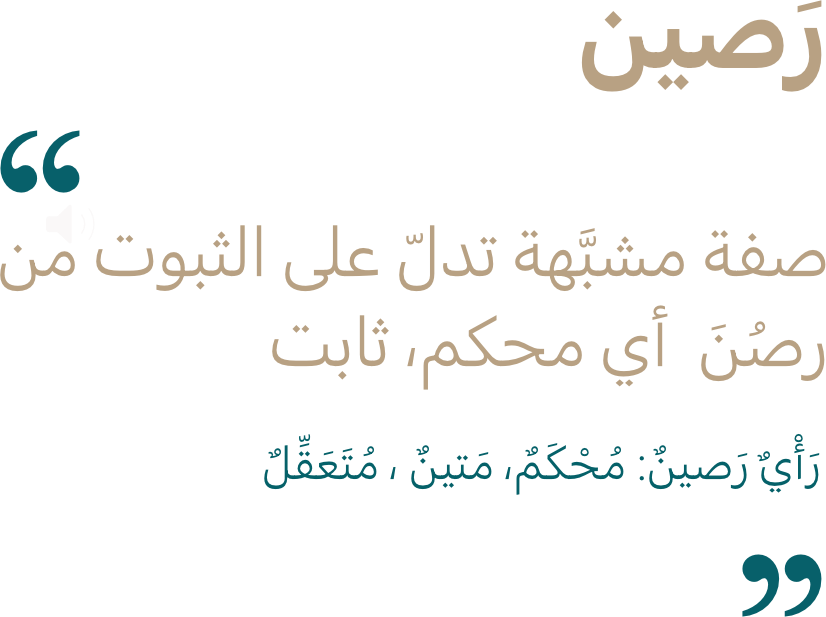 رَصين
“
صفة مشبَّهة تدلّ على الثبوت من
رصُنَ أي محكم، ثابت
رَأْيٌ رَصينٌ: مُحْكَمٌ، مَتينٌ ، مُتَعَقِّلٌ
”